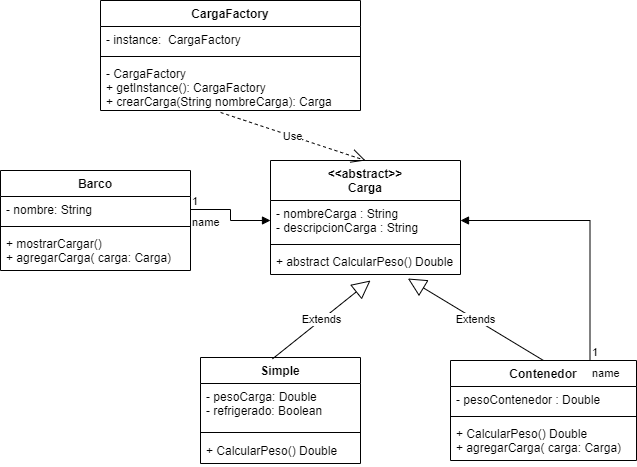 CargaFactory
- instance:  CargaFactory
- CargaFactory
+ getInstance(): CargaFactory
+ crearCarga(String nombreCarga): Carga
Use
<<abstract>>
Carga
- nombreCarga : String
- descripcionCarga : String
+ abstract CalcularPeso() Double
Barco
- nombre: String
+ mostrarCargar()
+ agregarCarga( carga: Carga)
1
name
Extends
Extends
Simple
- pesoCarga: Double
- refrigerado: Boolean
+ CalcularPeso() Double
1
name
Contenedor
- pesoContenedor : Double
+ CalcularPeso() Double
+ agregarCarga( carga: Carga)